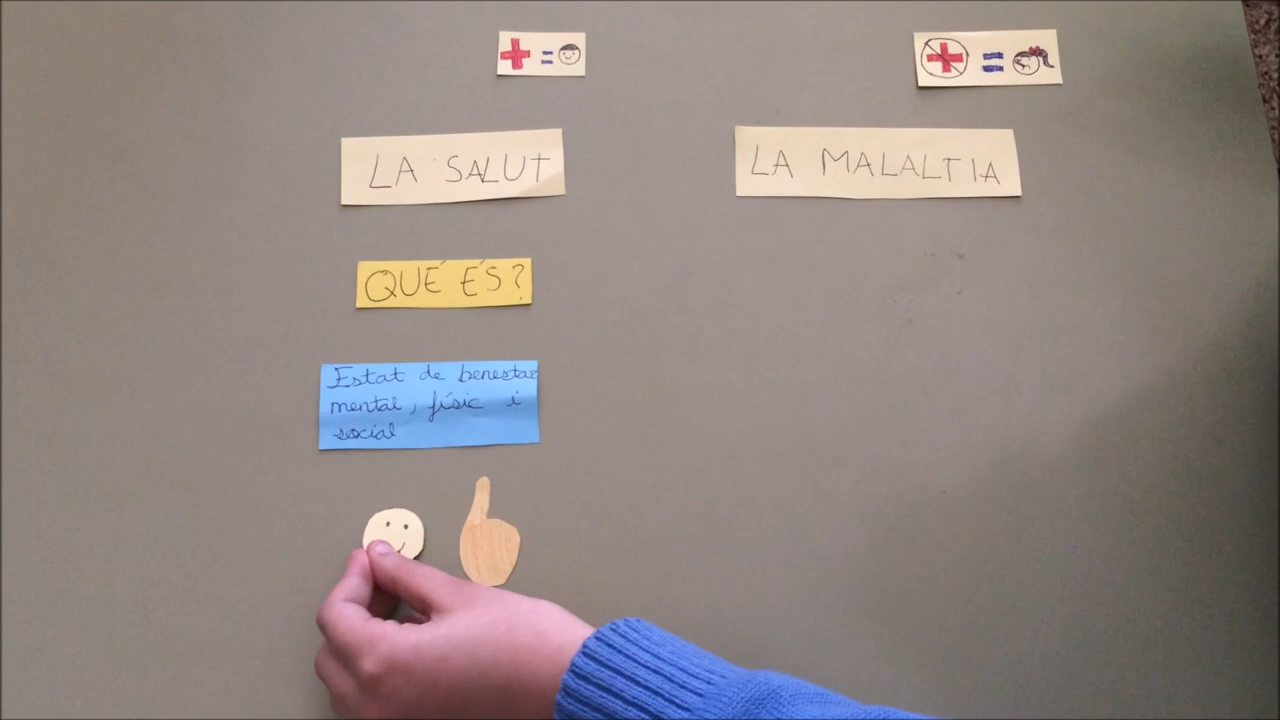 LA SALUT
LA MALALTIA
QUÉ ÉS?
Estat de benestar
mental, físic i
social